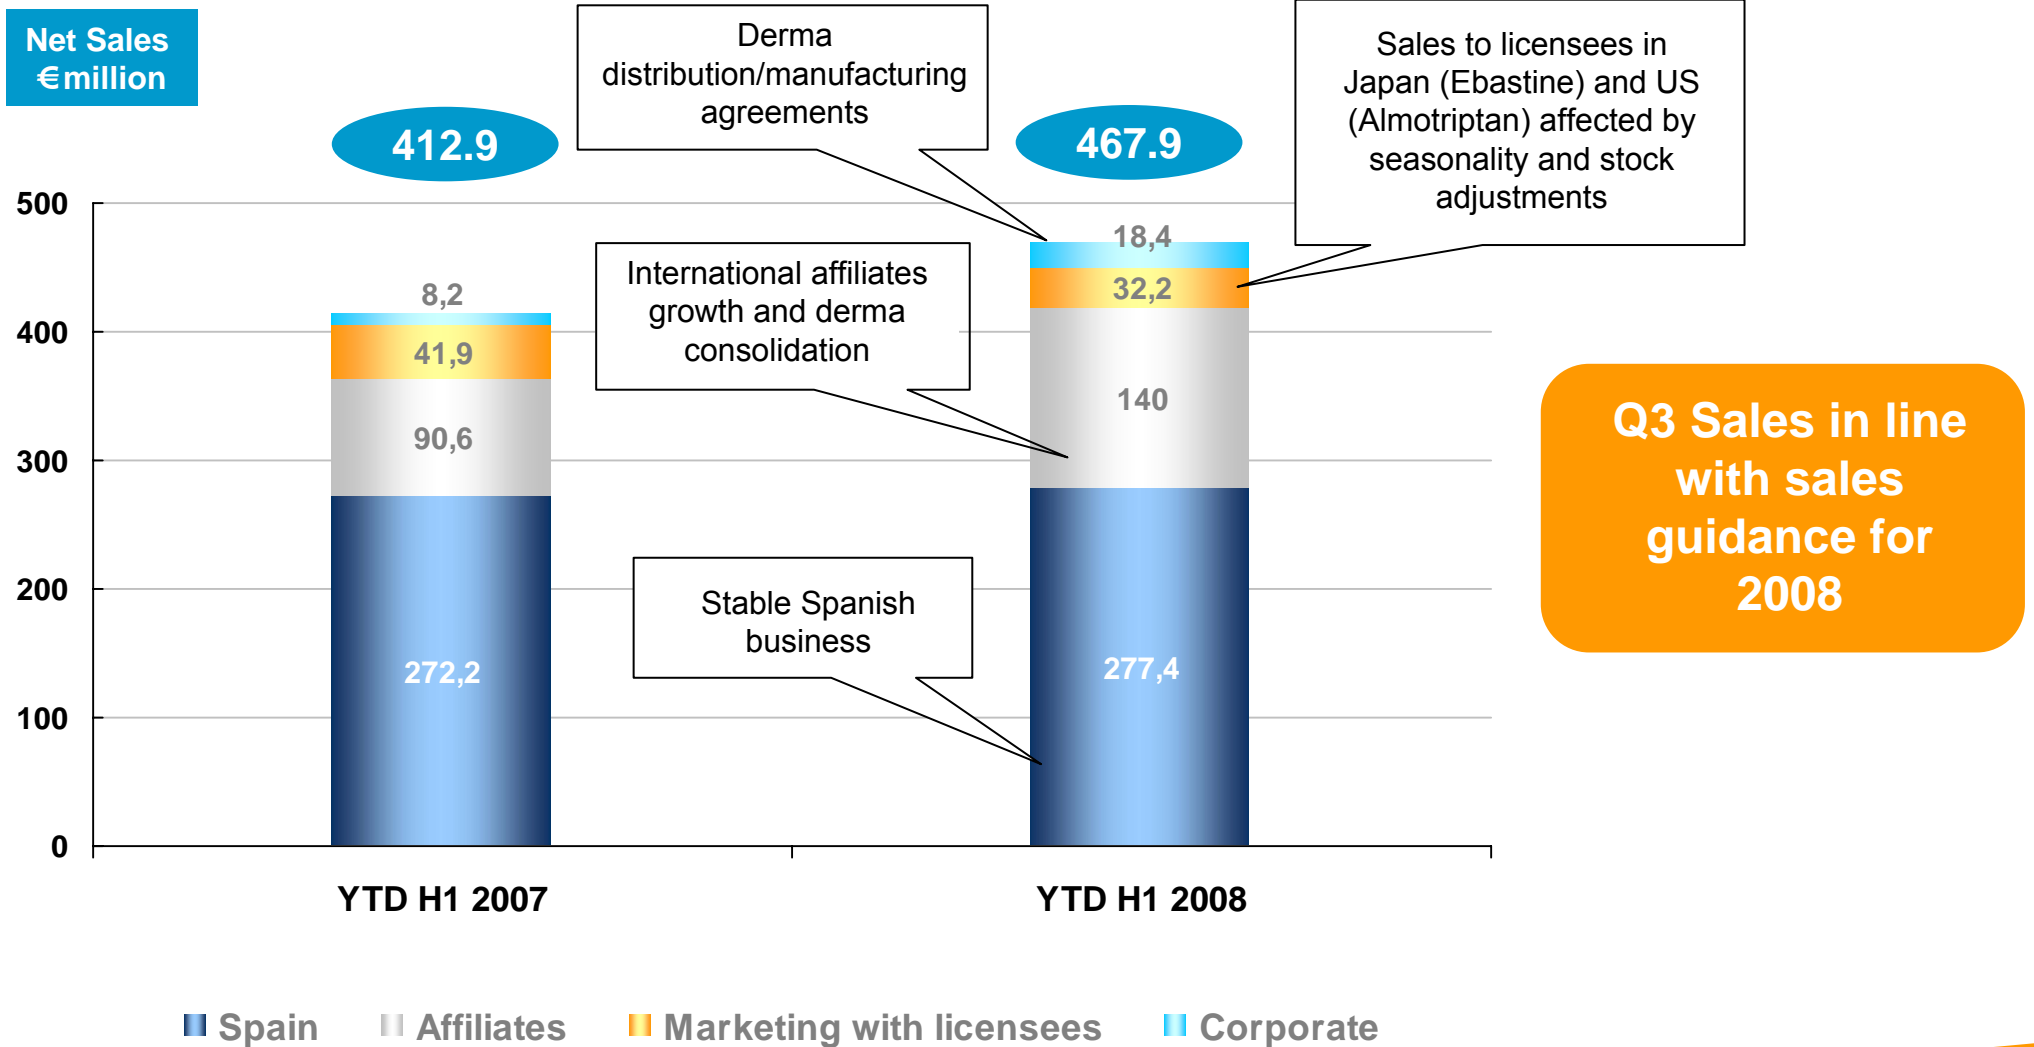 Net Sales
€million
Derma
distribution/manufacturing
agreements
Sales to licensees in
Japan (Ebastine) and US
(Almotriptan) affected by
seasonality and stock
adjustments
412.9
467.9
500
400
300
200
100
0
8,2
41,9
90,6
272,2
International affiliates
growth and derma
consolidation
Stable Spanish
business
18,4
32,2
140
277,4
Q3 Sales in line
with sales
guidance for
2008
YTD H1 2007
YTD H1 2008
Spain
Affiliates
Marketing with licensees
Corporate